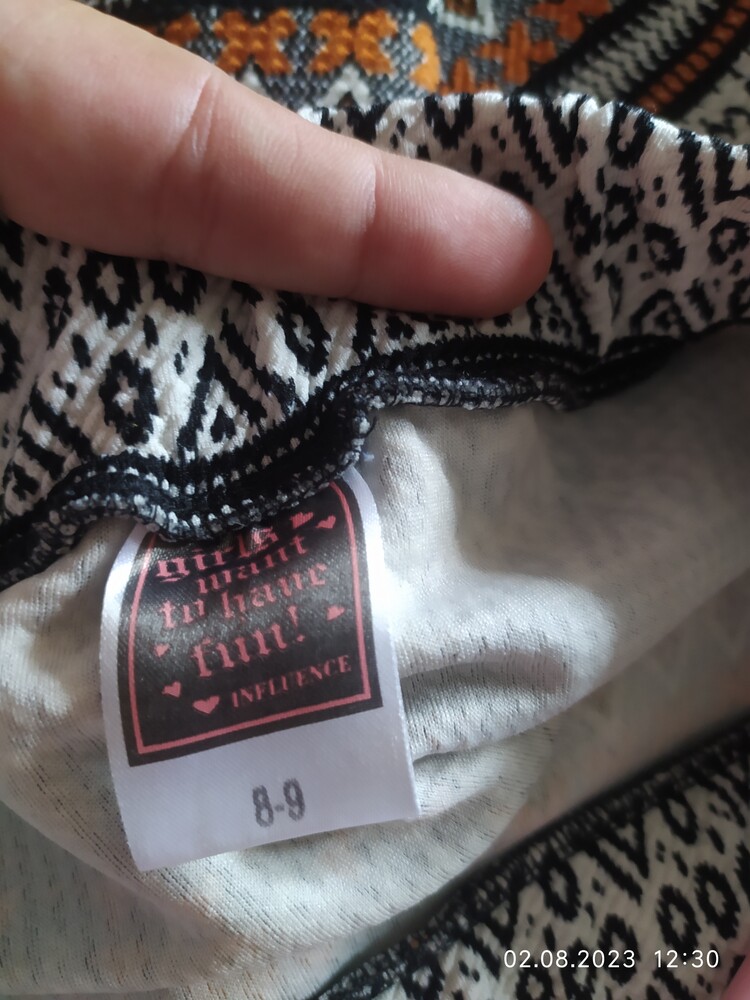 girls
want
to have
fun!
INFLUENCE
8-9
02.08.2023 12:30